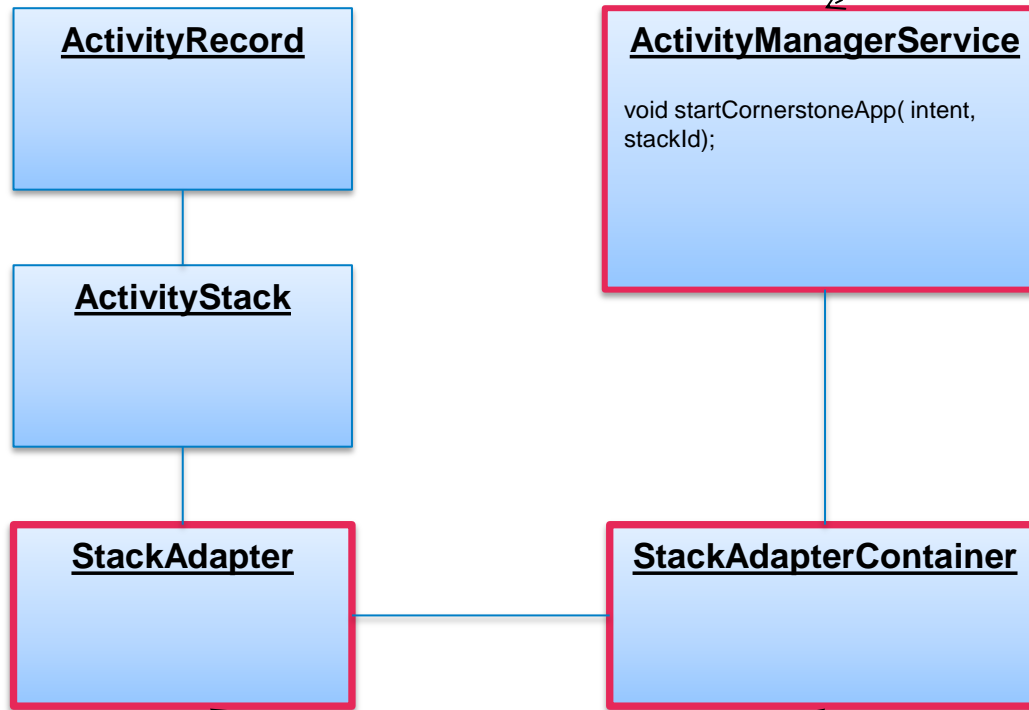 ActivityRecord
ActivityManagerService
void startCornerstoneApp( intent,
stackId);
ActivityStack
StackAdapter
StackAdapterContainer